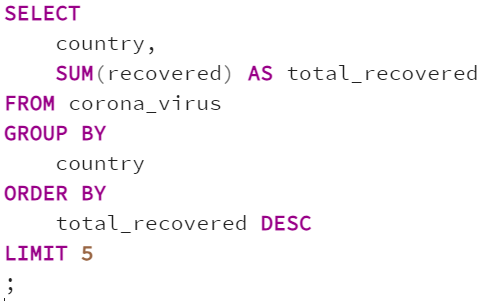 SELECT
    country,
    SUM(recovered) AS total_recovered
FROM corona_virus
GROUP BY
    country
ORDER BY
    total_recovered DESC
LIMIT 5
;